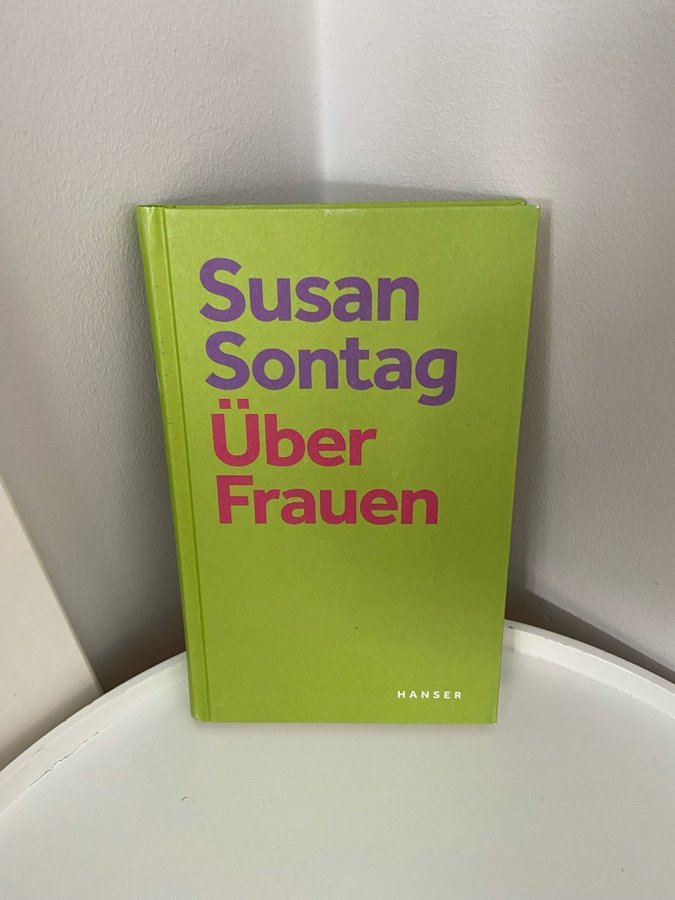 Susan
Sontag
Über
Frauen
HANSER